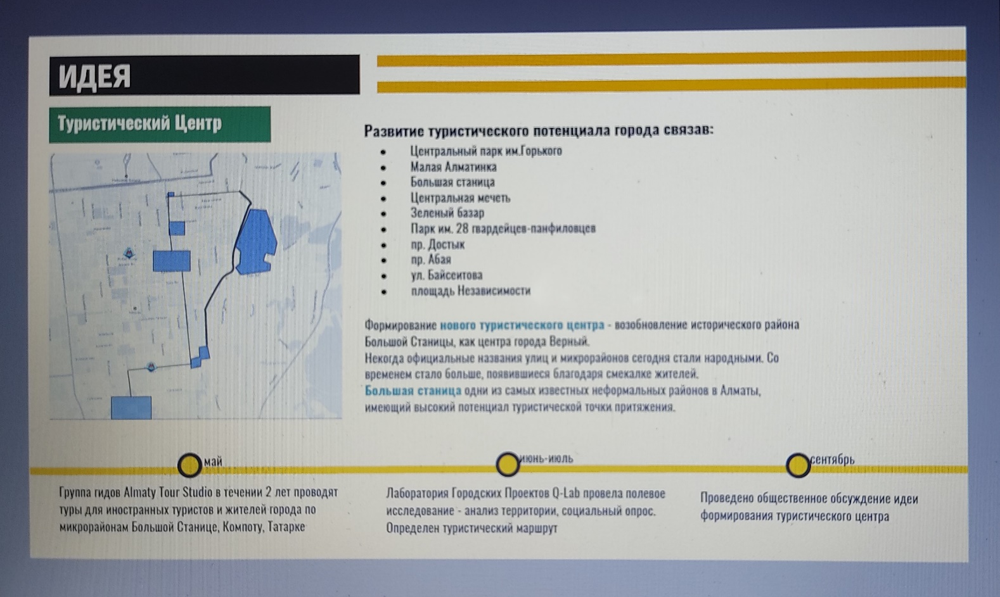 ИДЕЯ
Туристический Центр
Развитие туристического потенциала города связав:
• Центральный парк им.Горького
• Малая Алматинка
• Большая станица
• Центральная мечеть
• Зеленый базар
• Парк им. 28 гвардейцев-панфиловцев
• пр. Достык
• пр. Абая
• ул. Байсеитова
• площадь Независимости
Формирование нового туристического центра - возобновление исторического района
Большой Станицы, как центра города Верный.
Некогда официальные названия улиц и микрорайонов сегодня стали народными. Со
временем стало больше, появившиеся благодаря смекалке жителей.
Большая станица одни из самых известных неформальных районов в Алматы,
имеющий высокий потенциал туристической точки притяжения.
май
Группа гидов Almaty Tour Studio в течении 2 лет проводят
туры для иностранных туристов и жителей города по
микрорайонам Большой Станице, Компоту, Татарке
июнь-июль
Лаборатория Городских Проектов Q-Lab провела полевое
исследование - анализ территории, социальный опрос.
Определен туристический маршрут
сентябрь
Проведено общественное обсуждение идеи
формирования туристического центра